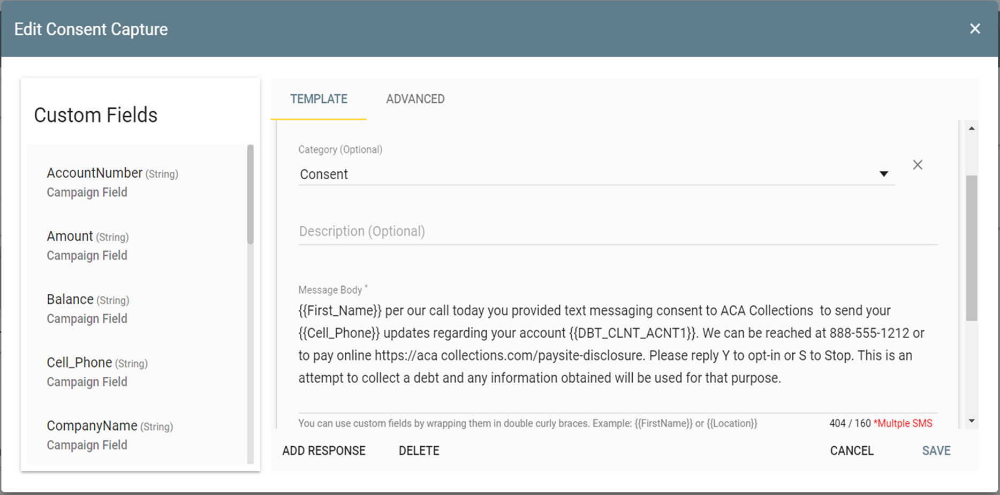 Edit Consent Capture
Custom Fields
AccountNumber (String)
Campaign Field
Amount (String)
Campaign Field
Balance (String)
Campaign Field
Cell_Phone (String)
Campaign Field
CompanyName (String)
Campaign Field
TEMPLATE ADVANCED
Category (Optional)
Consent
Description (Optional)
Message Body *
{{First_Name}} per our call today you provided text messaging consent to ACA Collections  to send your
{{Cell_Phone}} updates regarding your account {{DBT_CLNT_ACNT1}}. We can be reached at 888-555-1212 or
to pay online https://aca collections.com/paysite-disclosure. Please reply Y to opt-in or S to Stop. This is an
attempt to collect a debt and any information obtained will be used for that purpose.
You can use custom fields by wrapping them in double curly braces. Example: {{FirstName}} or {{Location}} 404 / 160 *Multple SMS
ADD RESPONSE DELETE CANCEL SAVE